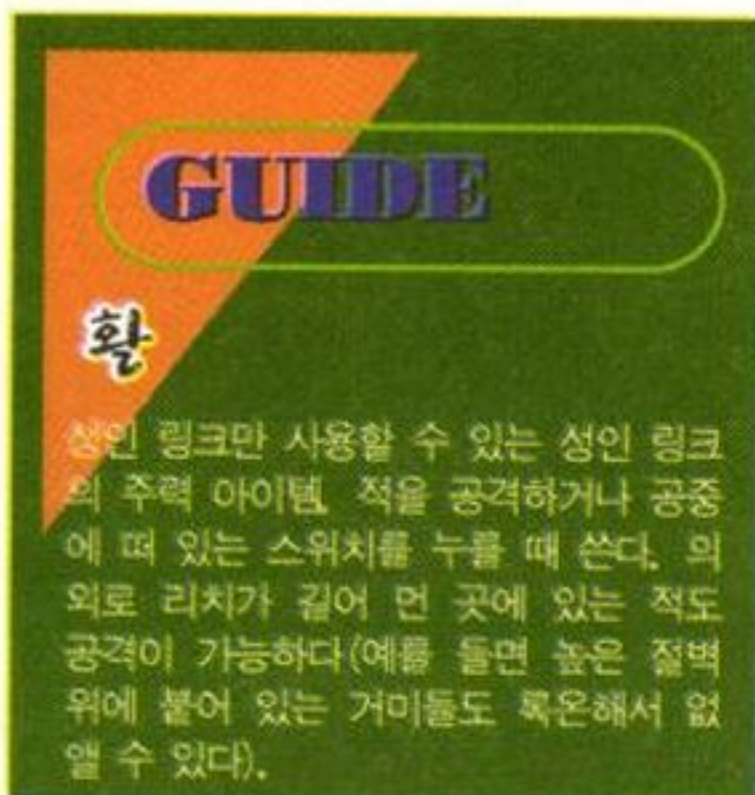 GUIDE
활
성인 링크만 사용할 수 있는 성인 링크
의 주력 아이템. 적을 공격하거나 공중
에 떠 있는 스위치를 누를 때 쓴다. 의
외로 리치가 길어 먼 곳에 있는 적도
공격이 가능하다(예를 들면 높은 절벽
위에 붙어 있는 거미들도 록온해서 없
앨 수 있다).